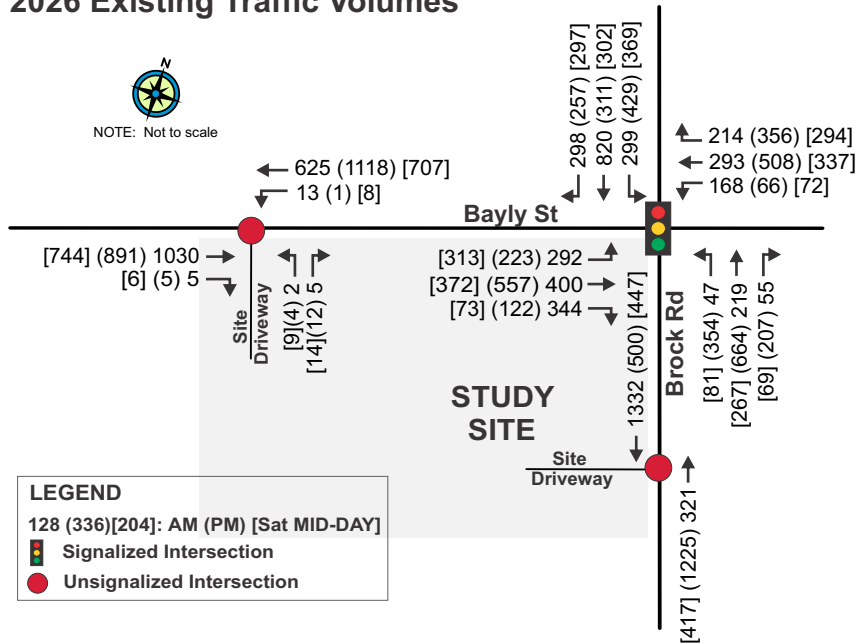 2026 Existing Traffic Volumes
N
NOTE: Not to scale
298 (257) [297]
820 (311) [302]
299 (429) [369]
214 (356) [294]
293 (508) [337]
168 (66) [72]
625 (1118) [707]
13 (1) [8]
Bayly St
[744] (891) 1030
[6] (5) 5
Site
Driveway
[9](4) 2
[14](12) 5
[313] (223) 292
[372] (557) 400
[73] (122) 344
1332 (500) [447]
Brock Rd
[81] (354) 47
[267] (664) 219
[69] (207) 55
STUDY
SITE
Site
Driveway
[417] (1225) 321
LEGEND
128 (336)[204]: AM (PM) [Sat MID-DAY]
Signalized Intersection
Unsignalized Intersection